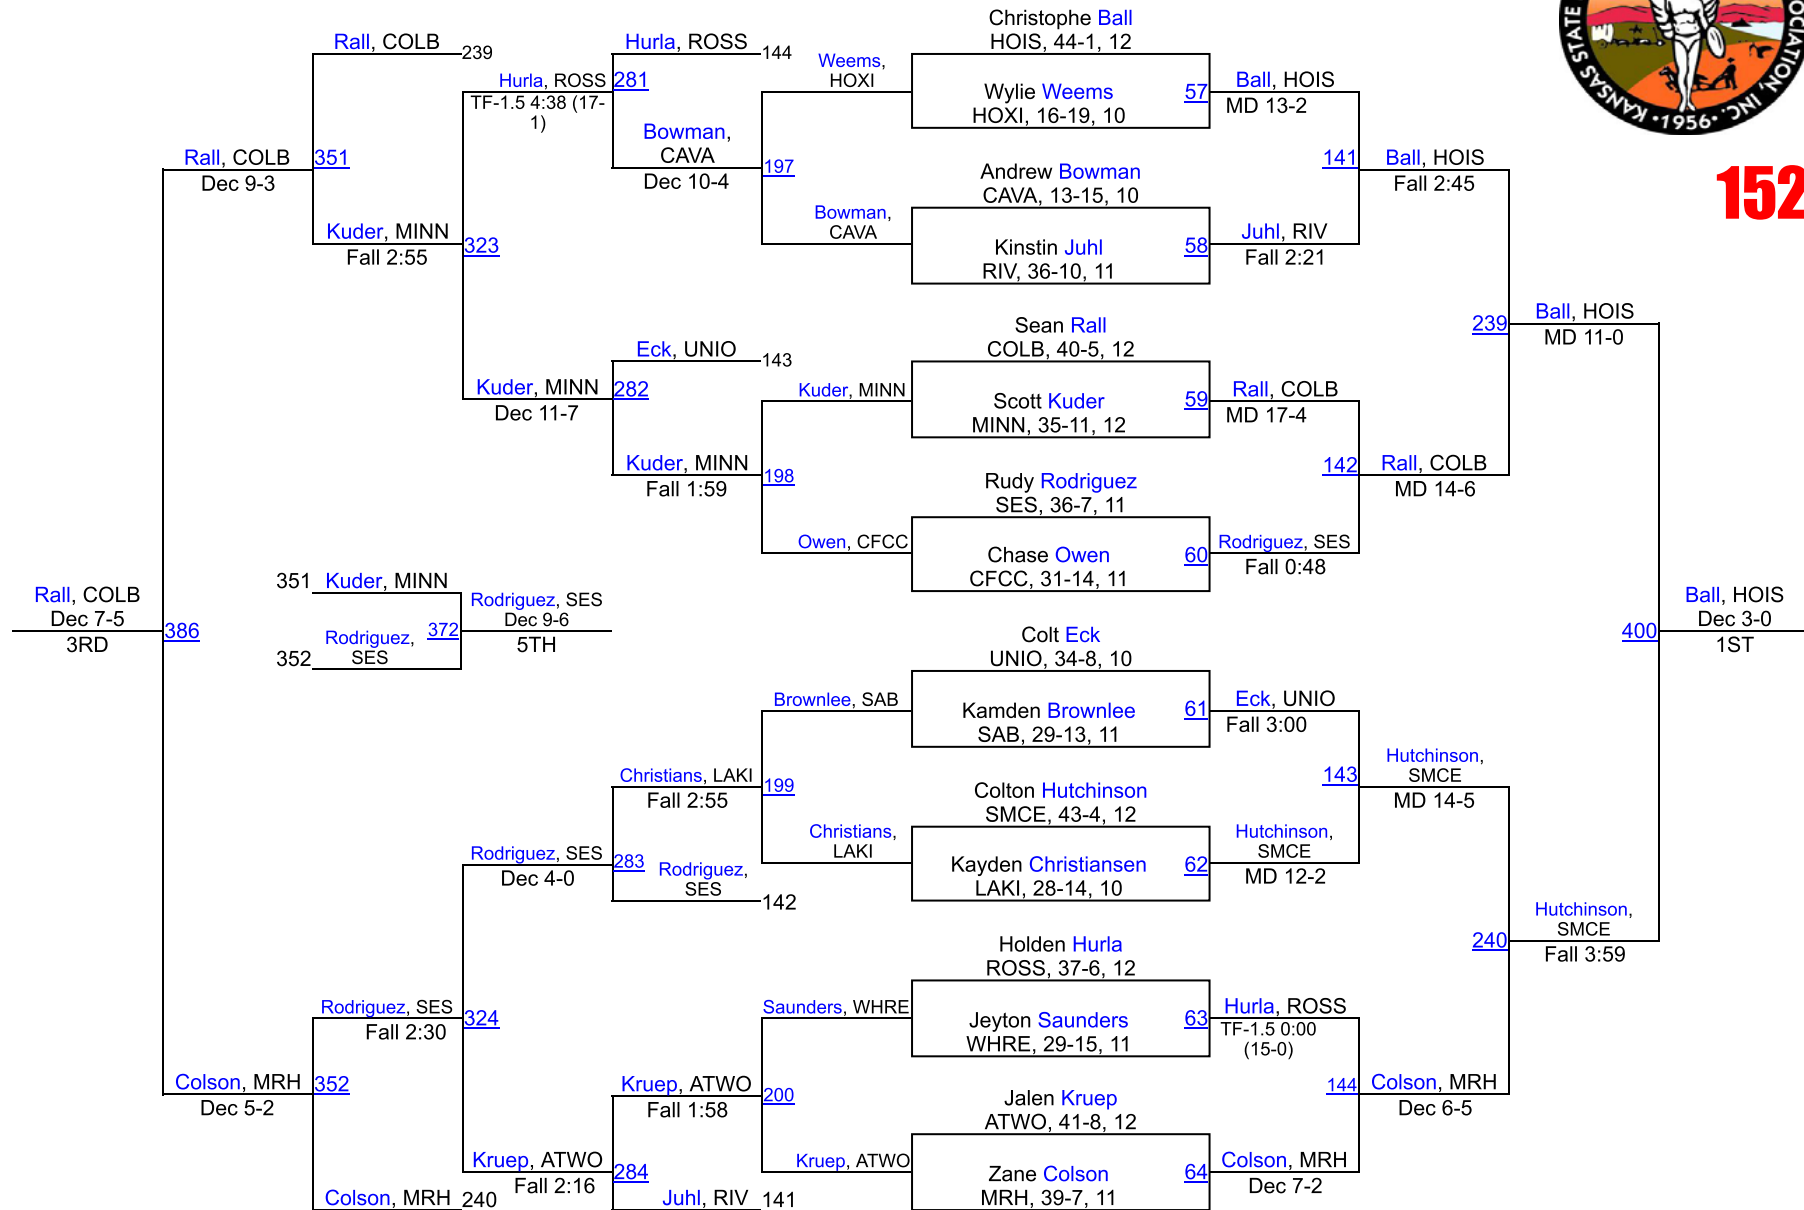 Christophe Ball
HOIS, 44-1, 12
Wylie Weems
HOXI, 16-19, 10
57
Andrew Bowman
CAVA, 13-15, 10
Kinstin Juhl
RIV, 36-10, 11
58
Sean Rall
COLB, 40-5, 12
Scott Kuder
MINN, 35-11, 12
59
Rudy Rodriguez
SES, 36-7, 11
Chase Owen
CFCC, 31-14, 11
60
Colt Eck
UNIO, 34-8, 10
Kamden Brownlee
SAB, 29-13, 11
61
Colton Hutchinson
SMCE, 43-4, 12
Kayden Christiansen
LAKI, 28-14, 10
62
Holden Hurla
ROSS, 37-6, 12
Jeyton Saunders
WHRE, 29-15, 11
63
Jalen Kruep
ATWO, 41-8, 12
Zane Colson
MRH, 39-7, 11
64
Ball, HOIS
MD 13-2
Juhl, RIV
Fall 2:21
Rall, COLB
MD 17-4
Rodriguez, SES
Fall 0:48
Eck, UNIO
Fall 3:00
Hutchinson,
SMCE
MD 12-2
Hurla, ROSS
TF-1.5 0:00
(15-0)
Colson, MRH
Dec 7-2
141
Ball, HOIS
Fall 2:45
142
Rall, COLB
MD 14-6
143
Hutchinson,
SMCE
MD 14-5
144
Colson, MRH
Dec 6-5
239
Ball, HOIS
MD 11-0
240
Hutchinson,
SMCE
Fall 3:59
400
Ball, HOIS
Dec 3-0
1ST
Weems,
HOXI
Bowman,
CAVA
197
Kuder, MINN
Owen, CFCC
198
Brownlee, SAB
Christians,
LAKI
199
Saunders, WHRE
Kruep, ATWO
200
Hurla, ROSS
144
281
Bowman,
CAVA
Dec 10-4
Eck, UNIO
143
282
Kuder, MINN
Fall 1:59
Christians, LAKI
Fall 2:55
283
Rodriguez,
SES
142
Kruep, ATWO
Fall 1:58
284
Juhl, RIV
141
Hurla, ROSS
TF-1.5 4:38 (17-
1)
323
Kuder, MINN
Dec 11-7
Rodriguez, SES
Dec 4-0
324
Kruep, ATWO
Fall 2:16
Rall, COLB
239
351
Kuder, MINN
Fall 2:55
Rodriguez, SES
Fall 2:30
352
Colson, MRH
240
Rall, COLB
Dec 9-3
386
Colson, MRH
Dec 5-2
Rall, COLB
Dec 7-5
3RD
351
Kuder, MINN
352
Rodriguez,
SES
372
Rodriguez, SES
Dec 9-6
5TH
KANSAS STATE
OCIATION, INC.
•1956•
152